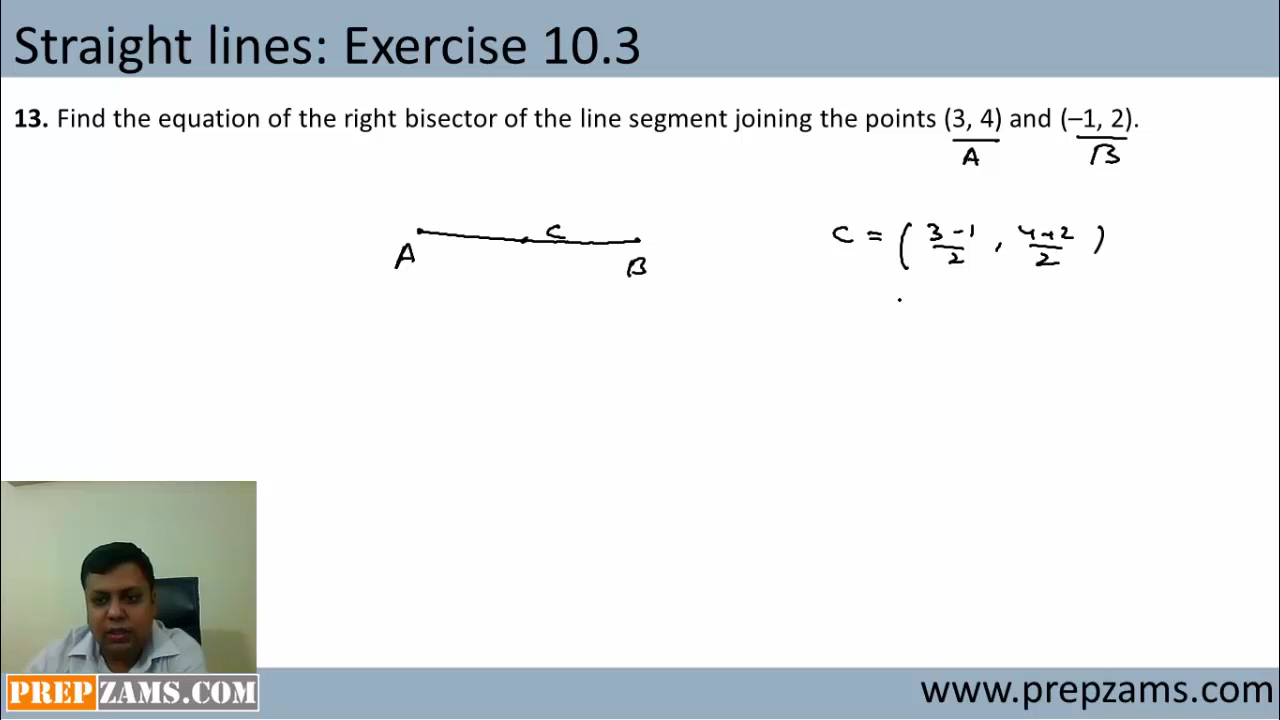 Straight lines: Exercise 10.3
13. Find the equation of the right bisector of the line segment joining the points (3, 4) and (–1, 2).
A B
C
A B
C = ( 3-1/2 , 4+2/2 )
PREPZAMS.COM
www.prepzams.com